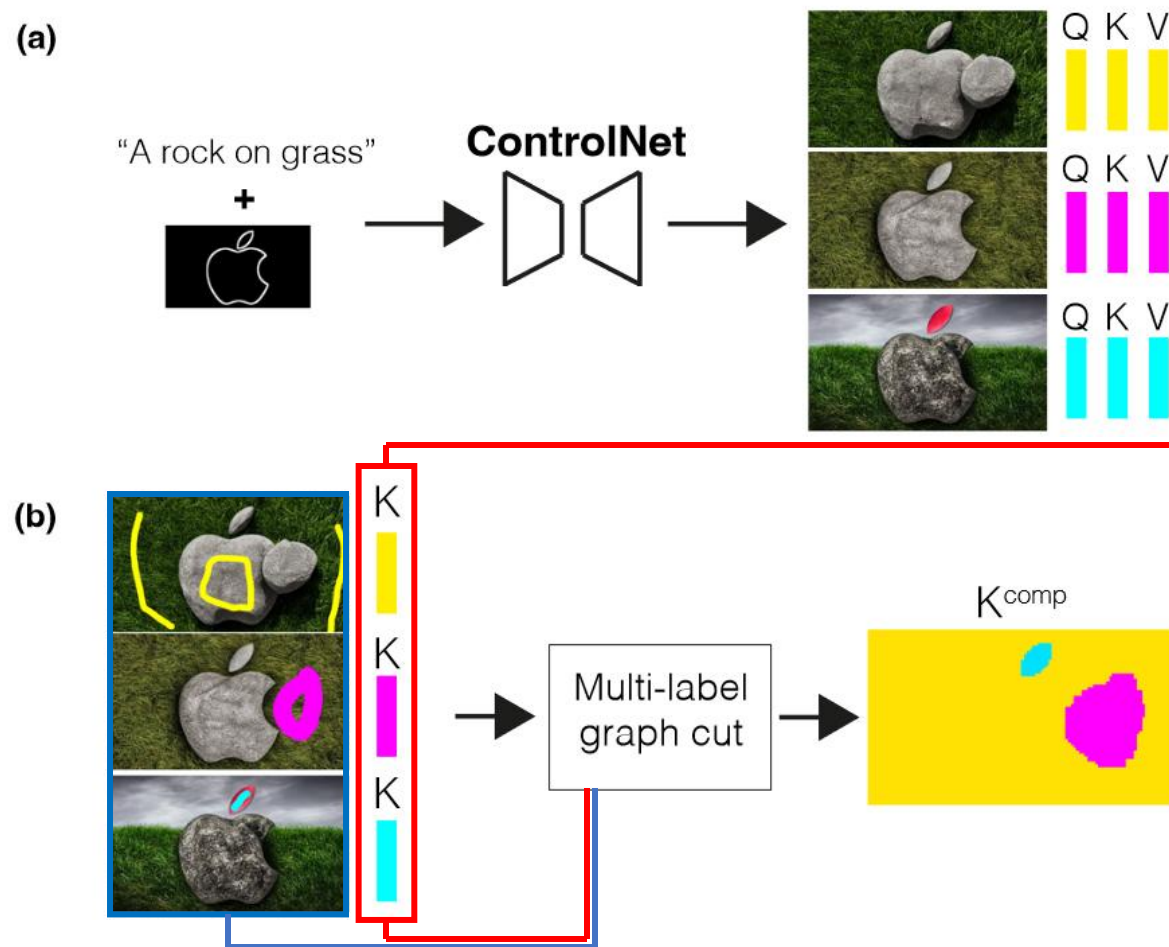 (a)
“A rock on grass”
+
ControlNet
Q K V
Q K V
Q K V
(b)
K
K
K
Multi-label
graph cut
K^comp